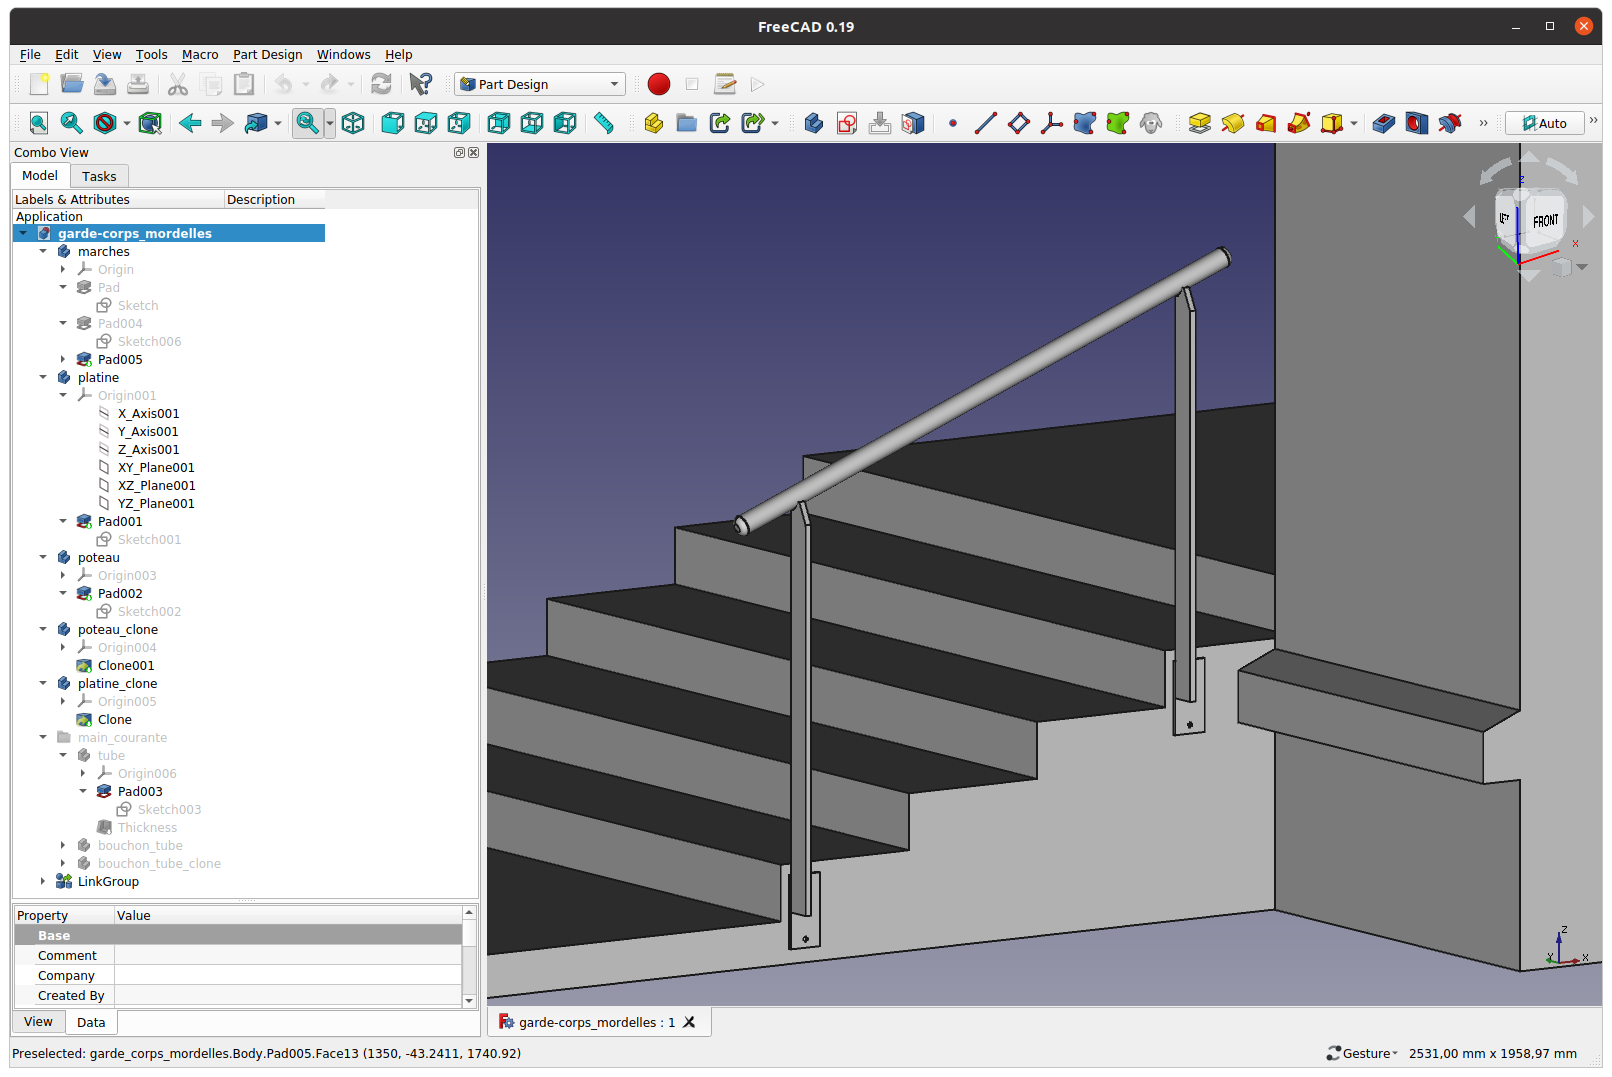 FreeCAD 0.19
File Edit View Tools Macro Part Design Windows Help
Part Design
Auto
Combo View
Model Tasks
Labels & Attributes Description
Application
garde-corps_mordelles
marches
Origin
Pad
Sketch
Pad004
Sketch006
Pad005
platine
Origin001
X_Axis001
Y_Axis001
Z_Axis001
XY_Plane001
XZ_Plane001
YZ_Plane001
Pad001
Sketch001
poteau
Origin003
Pad002
Sketch002
poteau_clone
Origin004
Clone001
platine_clone
Origin005
Clone
main_courante
tube
Origin006
Pad003
Sketch003
Thickness
bouchon_tube
bouchon_tube_clone
LinkGroup
Property Value
Base
Comment
Company
Created By
View Data
Z
FRONT
X
Z
Y
X
garde-corps_mordelles : 1
Preselected: garde_corps_mordelles.Body.Pad005.Face13 (1350, -43.2411, 1740.92)
Gesture 2531,00 mm x 1958,97 mm